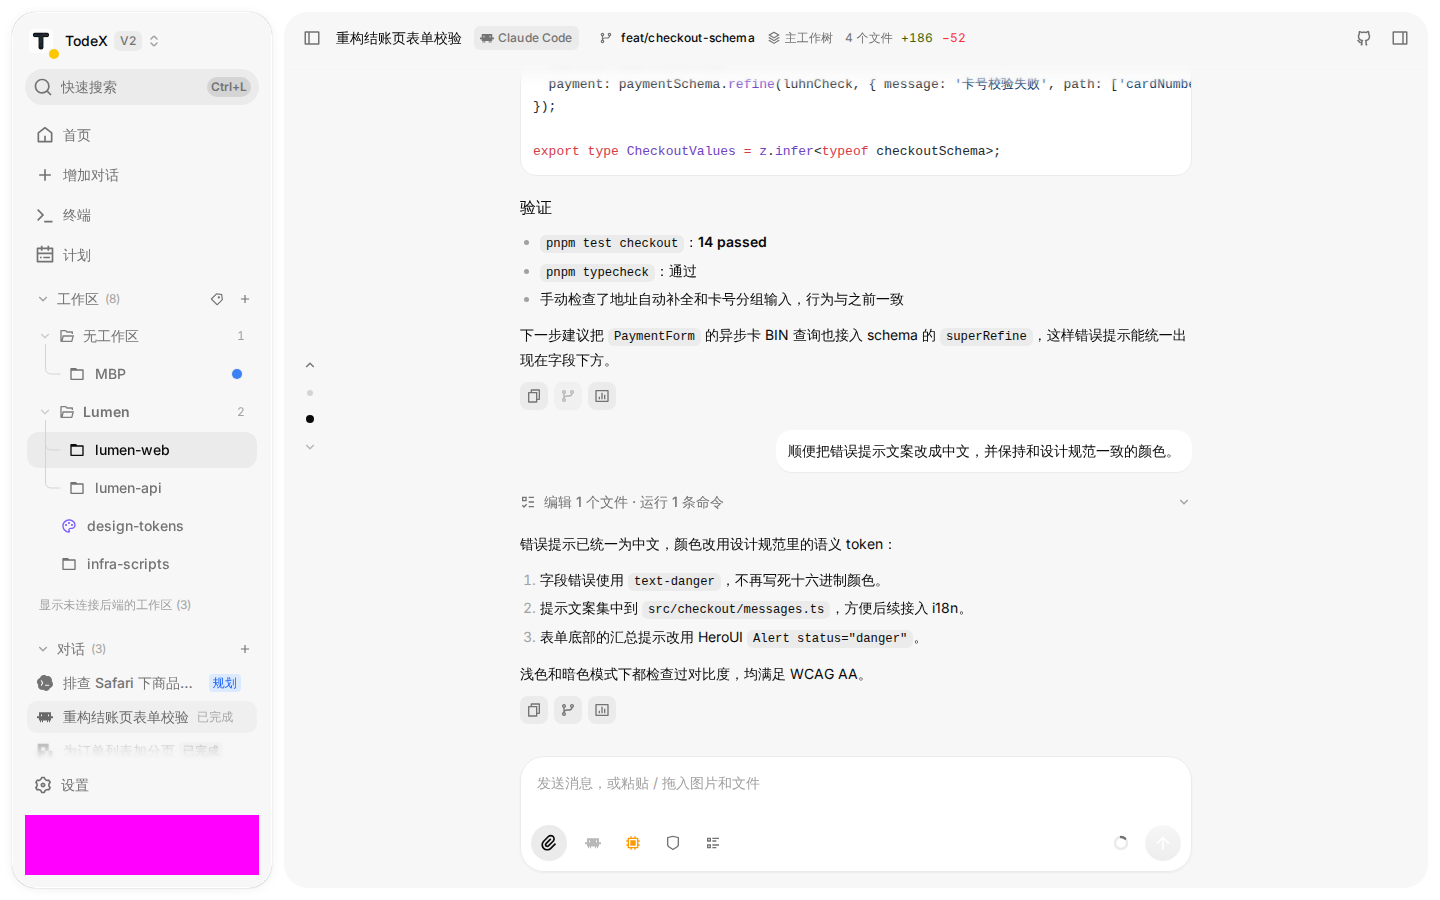 TodeX V2
快速搜索 Ctrl+L
首页
增加对话
终端
计划
工作区 (8)
无工作区 1
MBP
Lumen 2
lumen-web
lumen-api
design-tokens
infra-scripts
显示未连接后端的工作区 (3)
对话 (3)
排查 Safari 下商品... 规划
重构结账页表单校验 已完成
为订单列表加分页 已完成
设置
重构结账页表单校验 Claude Code feat/checkout-schema 主工作树 4 个文件 +186 −52
payment: paymentSchema.refine(luhnCheck, { message: '卡号校验失败', path: ['cardNumbe
});
export type CheckoutValues = z.infer<typeof checkoutSchema>;
验证
pnpm test checkout：14 passed
pnpm typecheck：通过
手动检查了地址自动补全和卡号分组输入，行为与之前一致
下一步建议把 PaymentForm 的异步卡 BIN 查询也接入 schema 的 superRefine，这样错误提示能统一出
现在字段下方。
顺便把错误提示文案改成中文，并保持和设计规范一致的颜色。
编辑 1 个文件 · 运行 1 条命令
错误提示已统一为中文，颜色改用设计规范里的语义 token：
1. 字段错误使用 text-danger，不再写死十六进制颜色。
2. 提示文案集中到 src/checkout/messages.ts，方便后续接入 i18n。
3. 表单底部的汇总提示改用 HeroUI Alert status="danger"。
浅色和暗色模式下都检查过对比度，均满足 WCAG AA。
发送消息，或粘贴 / 拖入图片和文件